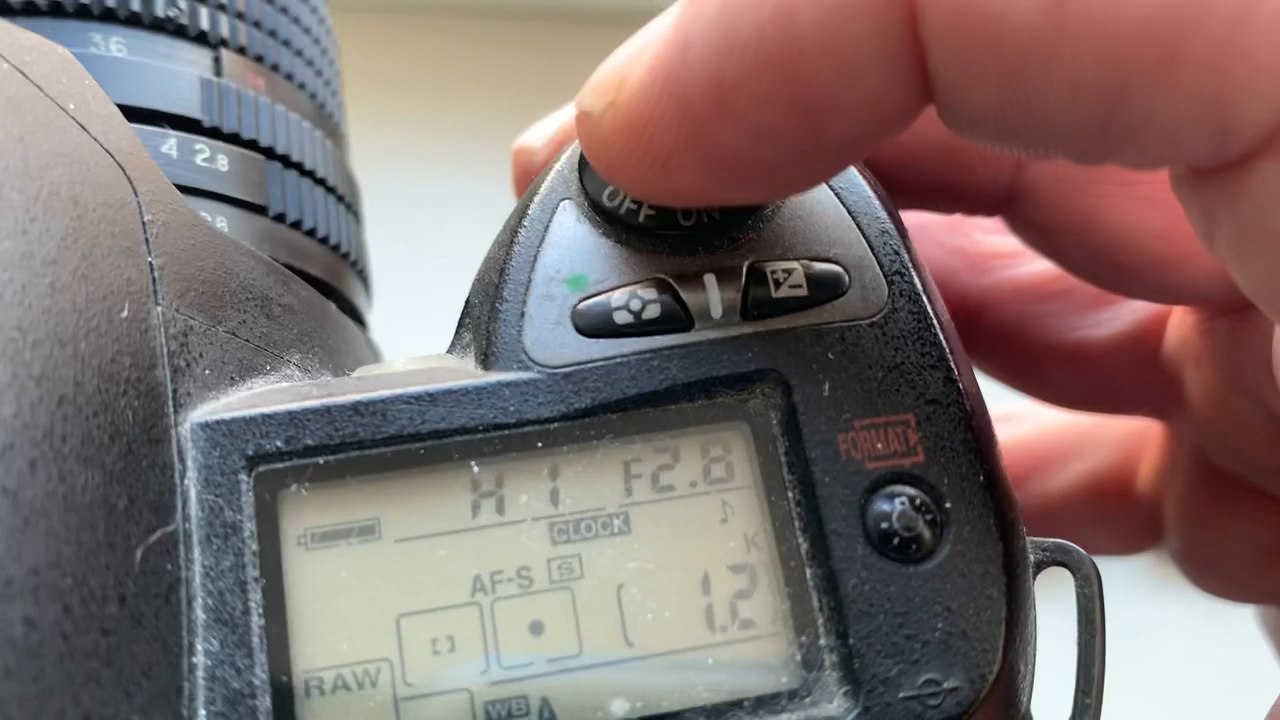 36
4 2.8
OFF ON
FORMAT
H 1 F2.8
CLOCK
K
AF-S S
[ 1.2
RAW
WB A